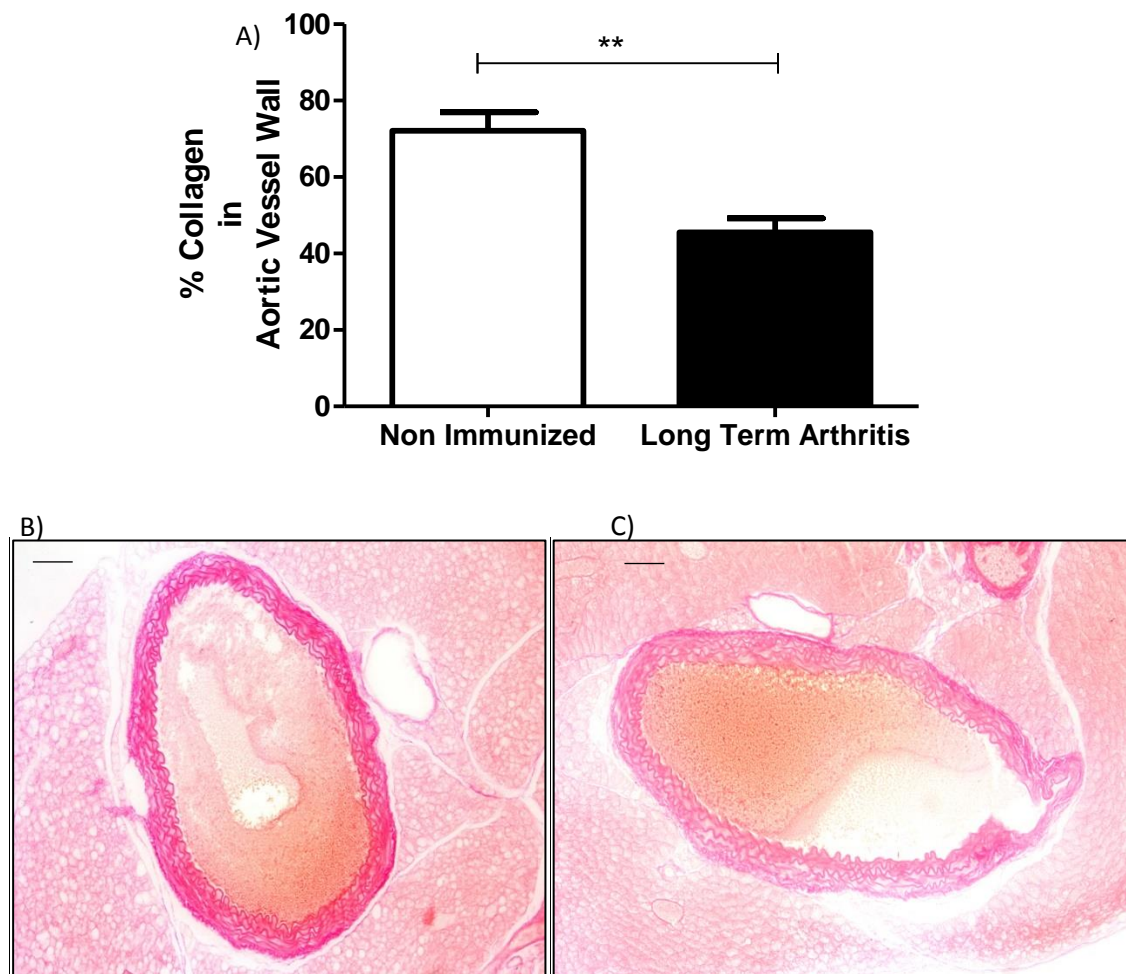 A)
100
**
80
60
40
20
0
% Collagen
in
Aortic Vessel Wall
Non Immunized
Long Term Arthritis
B)
C)